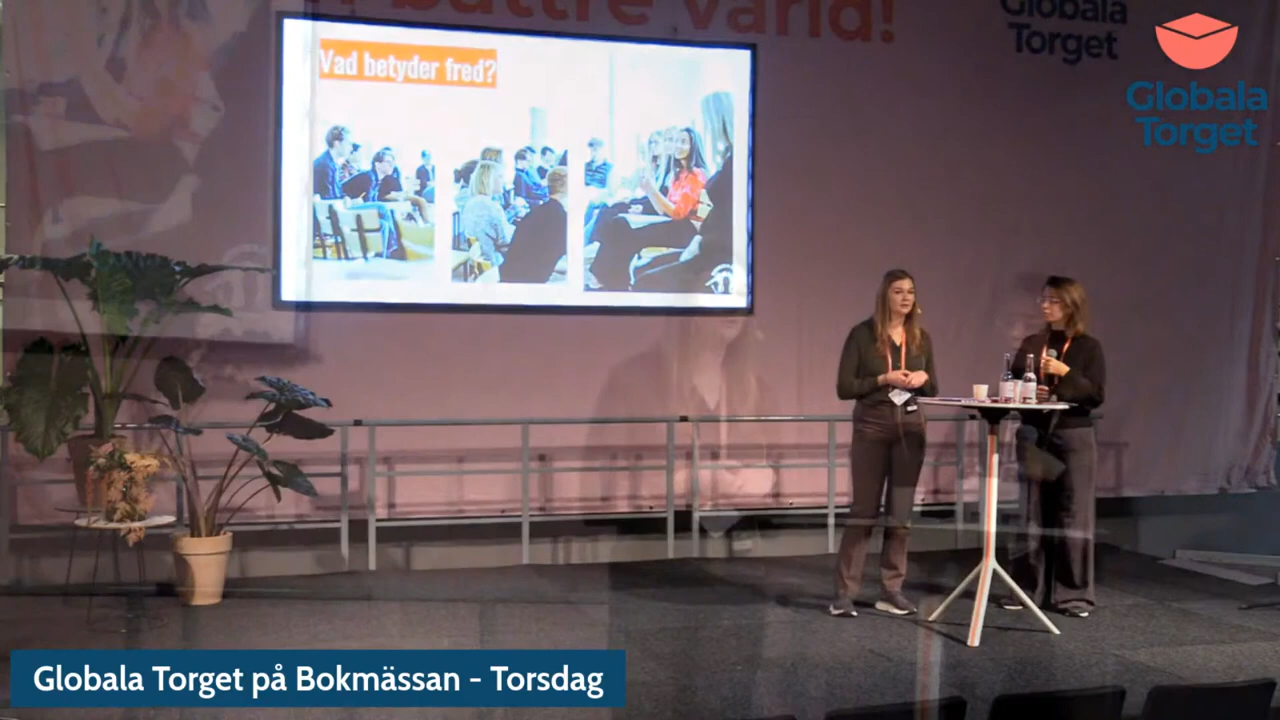 bättre värld!
Globala
Torget
Vad betyder fred?
Globala
Torget
Globala Torget på Bokmässan - Torsdag